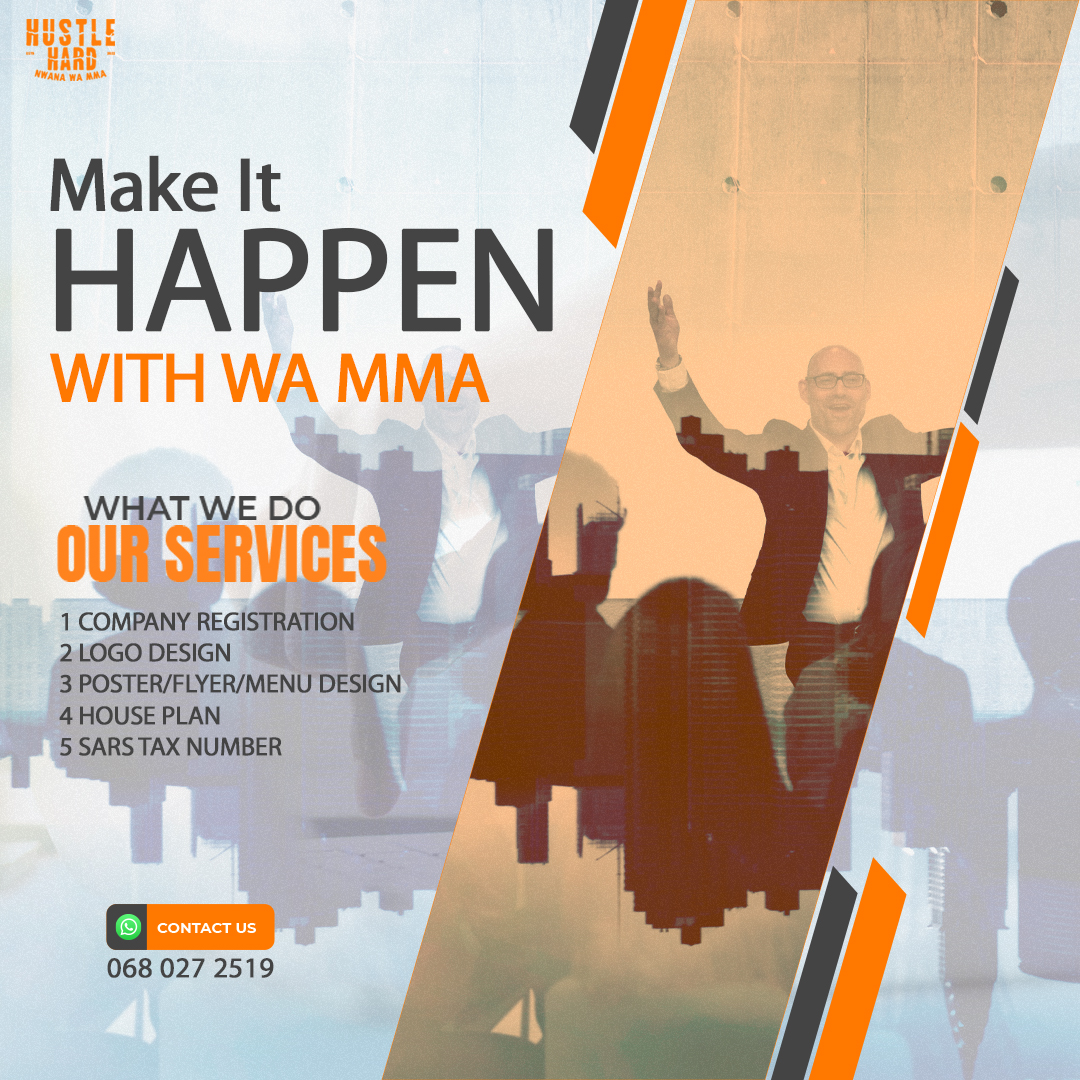 HUSTLE
HARD
NWANA WA MMA
Make It
HAPPEN
WITH WA MMA
WHAT WE DO
OUR SERVICES
1 COMPANY REGISTRATION
2 LOGO DESIGN
3 POSTER/FLYER/MENU DESIGN
4 HOUSE PLAN
5 SARS TAX NUMBER
CONTACT US
068 027 2519